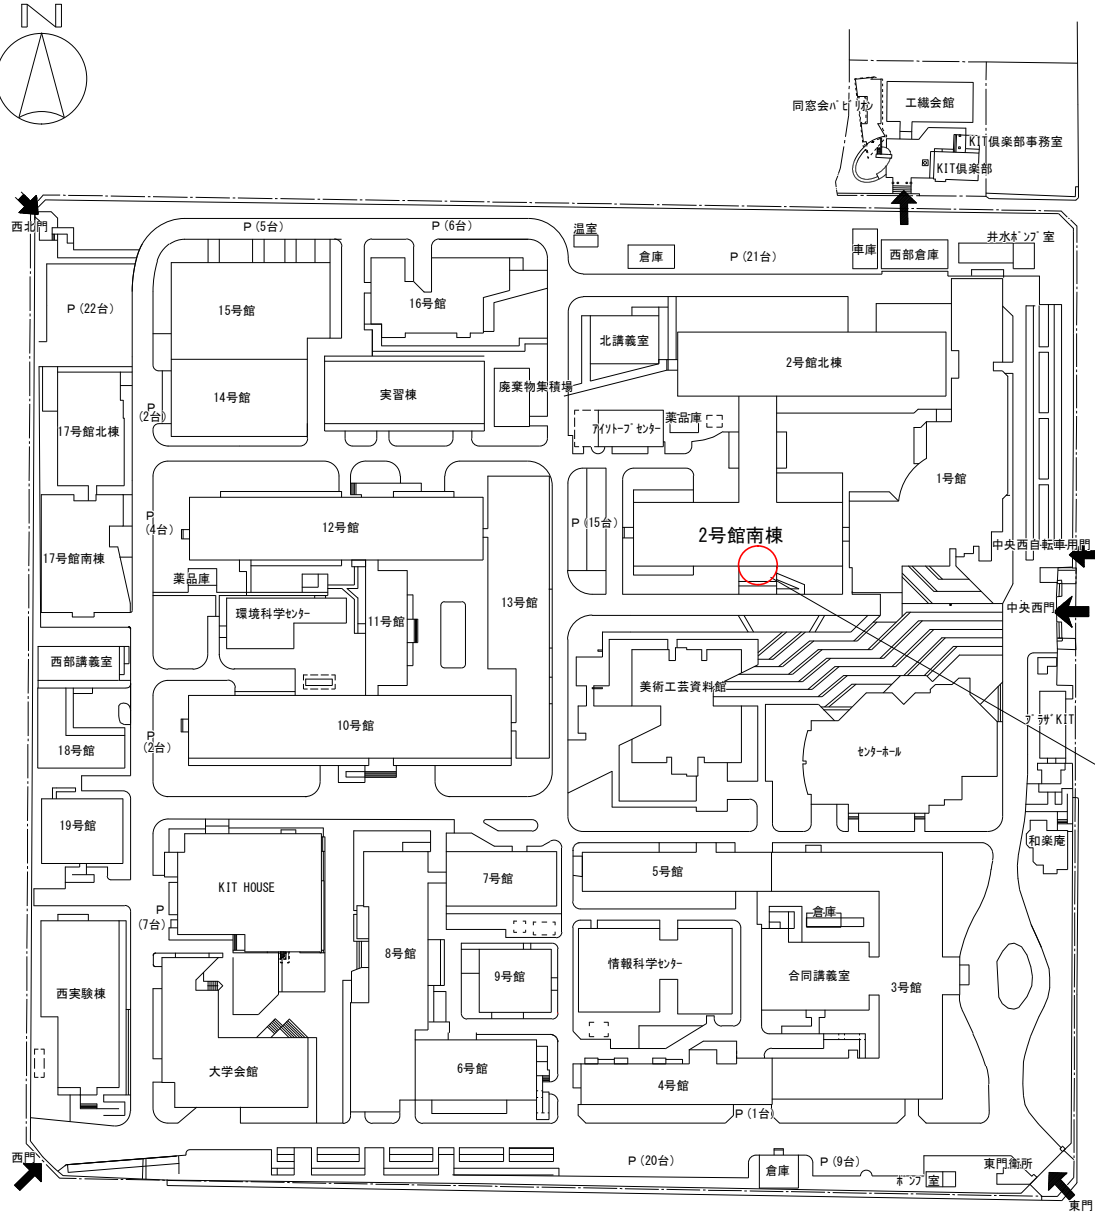 N
同窓会パビリオン
工繊会館
KIT倶楽部事務室
KIT倶楽部
西北門
P (5台)
P (6台)
温室
倉庫
P (21台)
車庫
西部倉庫
井水ポンプ室
P (22台)
15号館
16号館
北講義室
2号館北棟
14号館
実習棟
廃棄物集積場
P
(2台)
17号館北棟
アイソトープセンター
薬品庫
1号館
P
(4台)
12号館
P (15台)
2号館南棟
中央西自転車用門
17号館南棟
薬品庫
環境科学センター
11号館
13号館
中央西門
西部講義室
美術工芸資料館
プラザKIT
18号館
P
(2台)
10号館
センターホール
19号館
和楽庵
KIT HOUSE
7号館
5号館
P
(7台)
倉庫
8号館
9号館
情報科学センター
合同講義室
3号館
西実験棟
大学会館
6号館
4号館
P (1台)
西門
P (20台)
倉庫
P (9台)
ポンプ室
東門衛所
東門